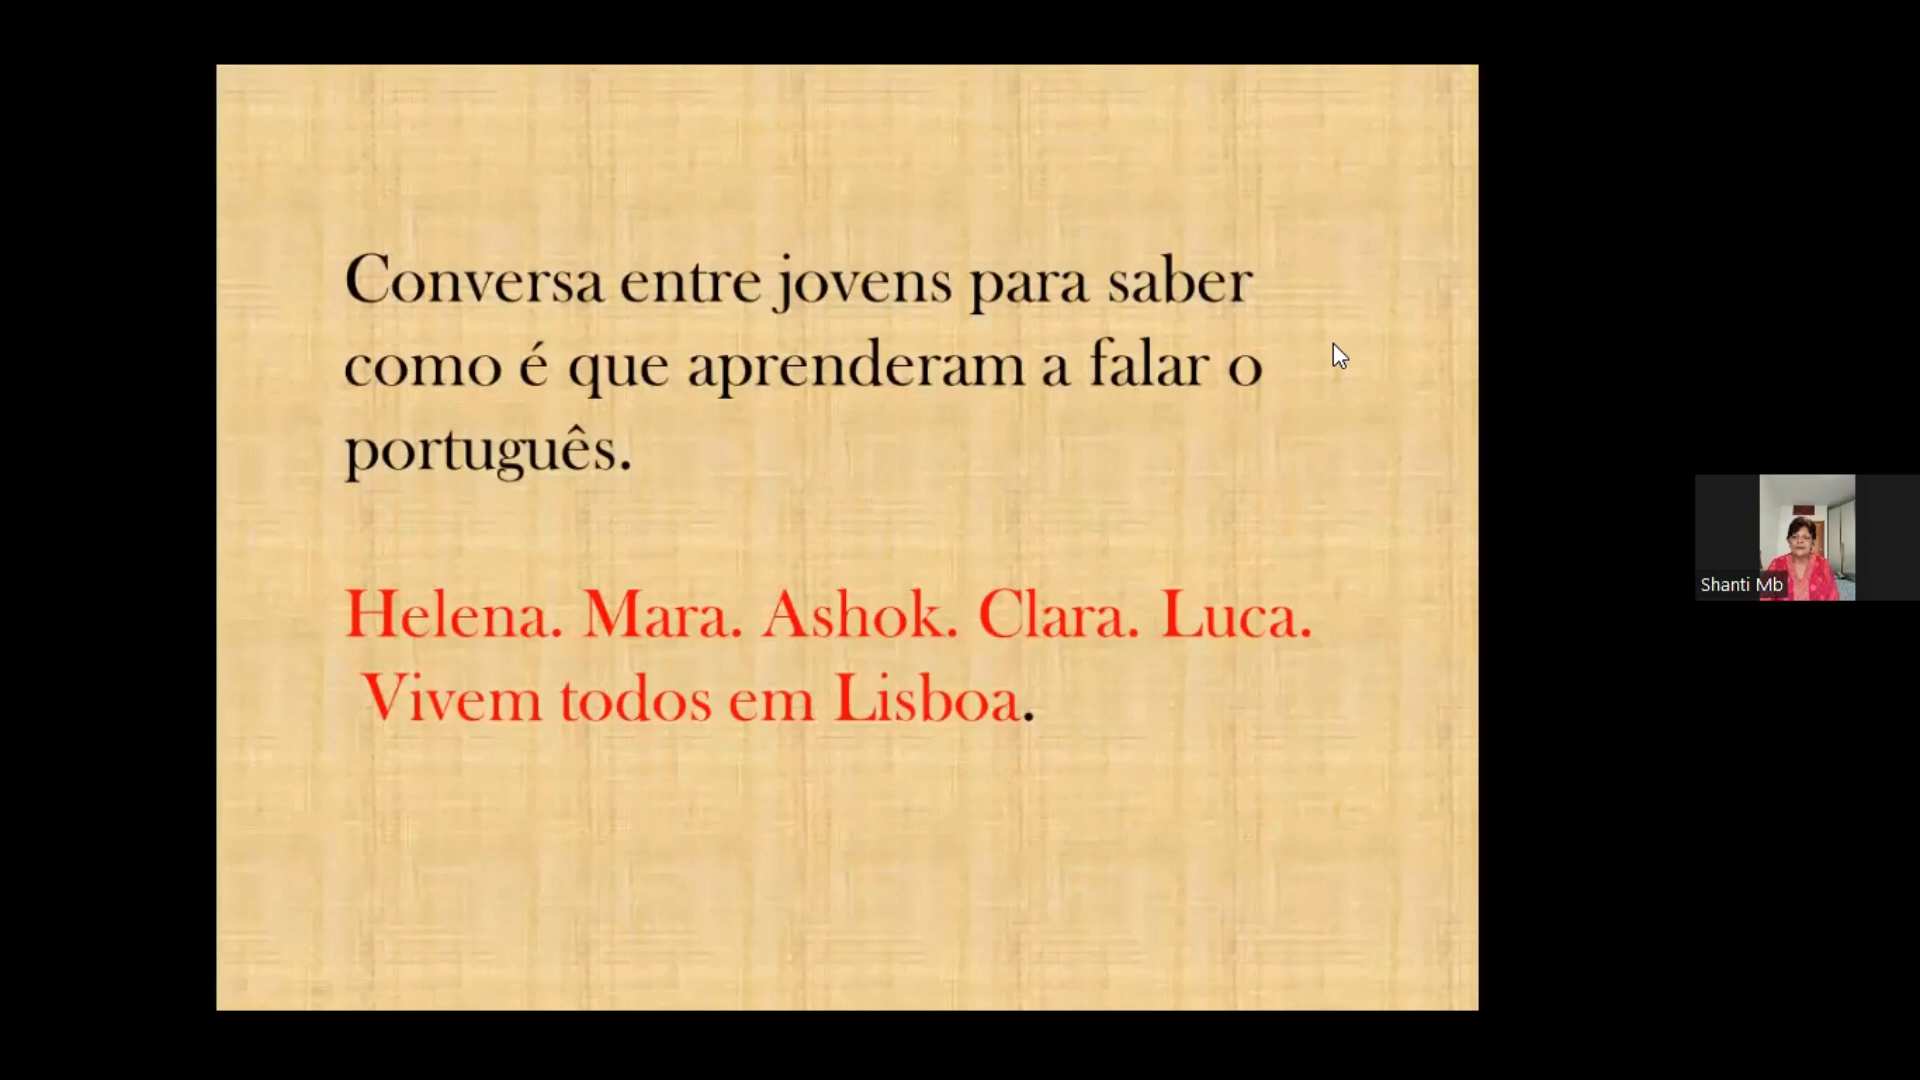 Conversa entre jovens para saber
como é que aprenderam a falar o
português.
Helena. Mara. Ashok. Clara. Luca.
Vivem todos em Lisboa.
Shanti Mb